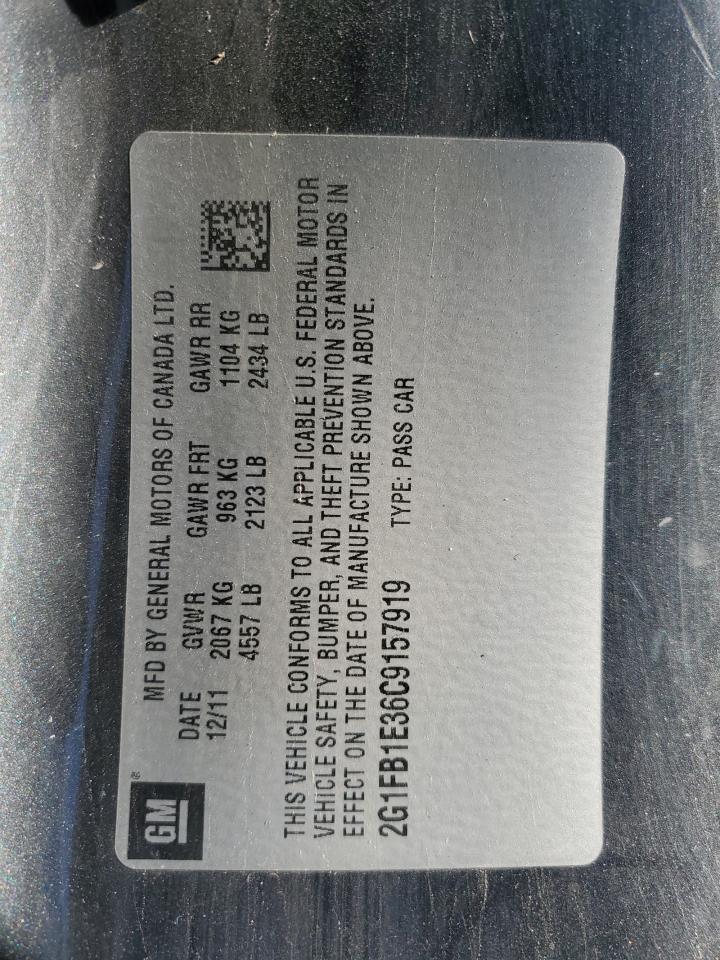 GM ®
MFD BY GENERAL MOTORS OF CANADA LTD.
DATE GVWR GAWR FRT GAWR RR
12/11 2067 KG 963 KG 1104 KG
4557 LB 2123 LB 2434 LB
THIS VEHICLE CONFORMS TO ALL APPLICABLE U.S. FEDERAL MOTOR
VEHICLE SAFETY, BUMPER, AND THEFT PREVENTION STANDARDS IN
EFFECT ON THE DATE OF MANUFACTURE SHOWN ABOVE.
2G1FB1E36C9157919 TYPE: PASS CAR